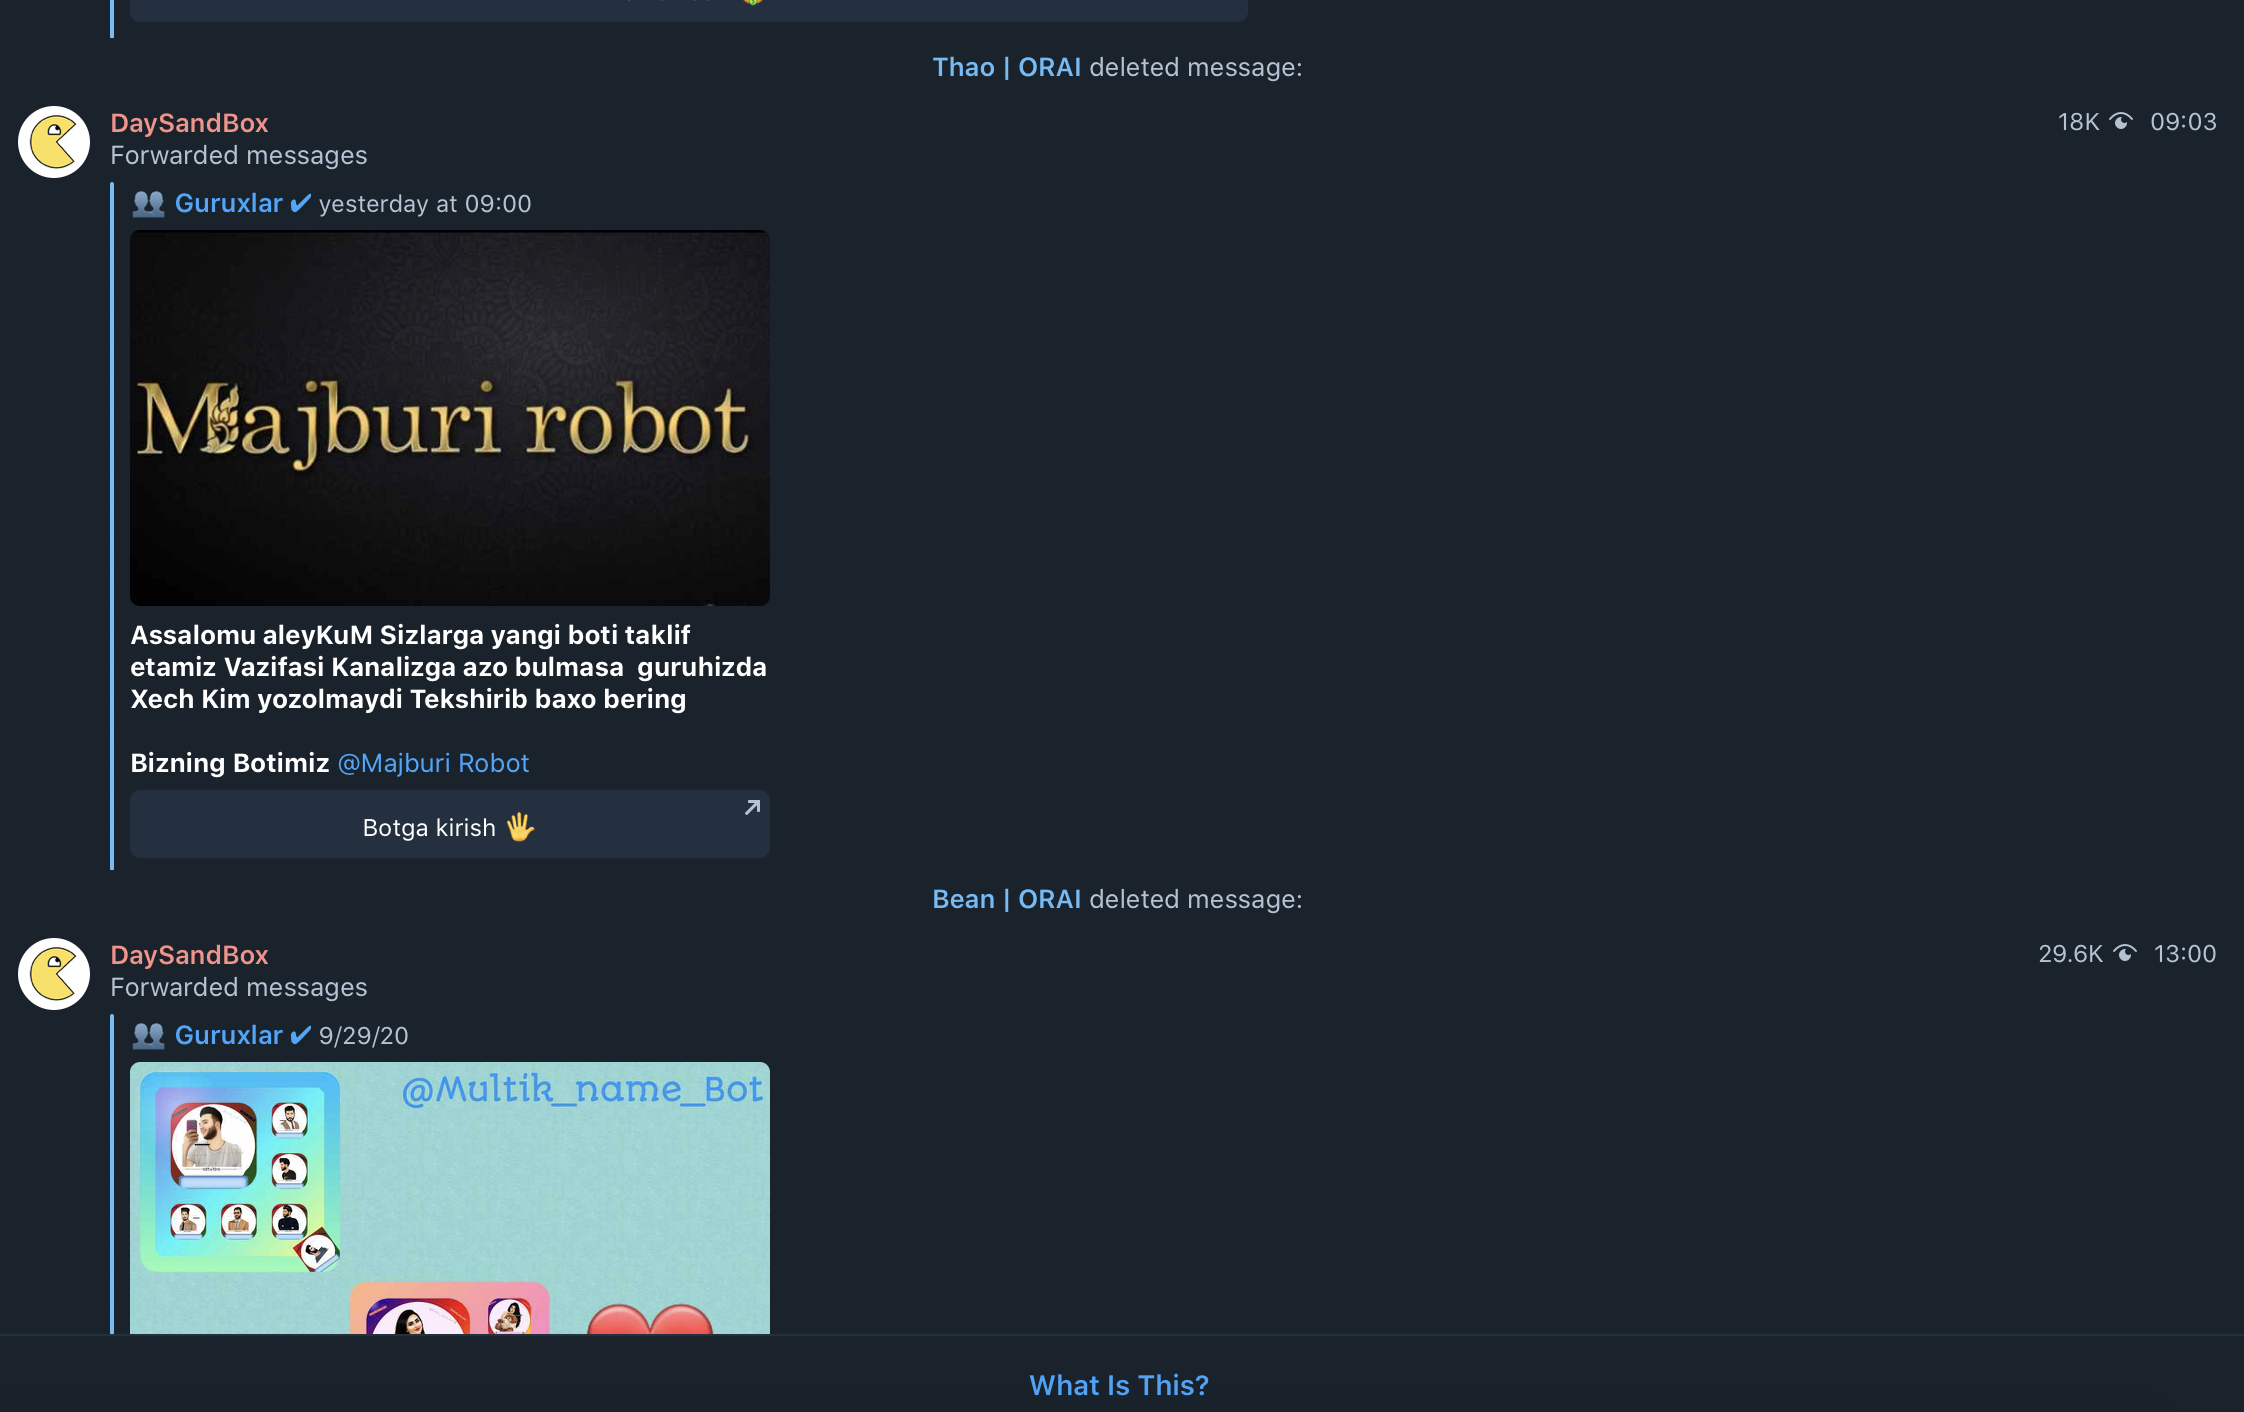 Thao | ORAI deleted message:
DaySandBox
18K 09:03
Forwarded messages
Guruxlar ✔ yesterday at 09:00
Majburi robot
Assalomu aleyKuM Sizlarga yangi boti taklif
etamiz Vazifasi Kanalizga azo bulmasa guruhizda
Xech Kim yozolmaydi Tekshirib baxo bering
Bizning Botimiz @Majburi Robot
Botga kirish 🖐
Bean | ORAI deleted message:
DaySandBox
29.6K 13:00
Forwarded messages
Guruxlar ✔ 9/29/20
@Multik_name_Bot
What Is This?